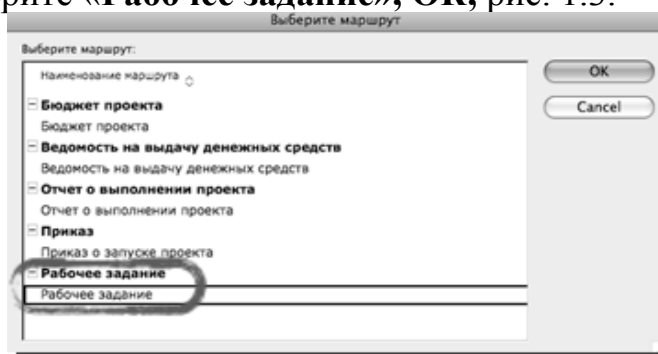 рите «Рабочее задание», OK, рис. 1.3.
Выберите маршрут
Выберите маршрут:
Наименование маршрута
OK
Cancel
Бюджет проекта
Бюджет проекта
Ведомость на выдачу денежных средств
Ведомость на выдачу денежных средств
Отчет о выполнении проекта
Отчет о выполнении проекта
Приказ
Приказ о запуске проекта
Рабочее задание
Рабочее задание